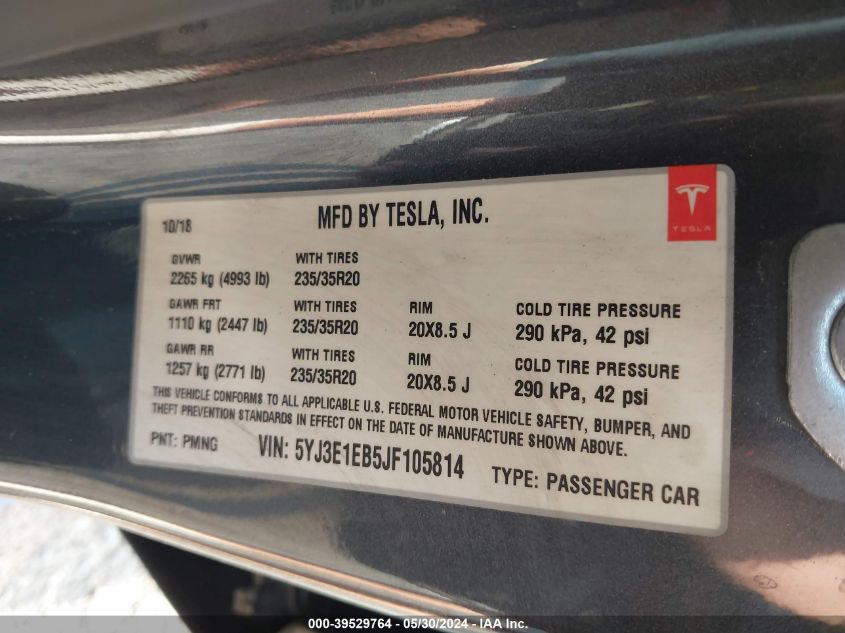 10/18
MFD BY TESLA, INC.
TESLA
GVWR WITH TIRES
2265 kg (4993 lb) 235/35R20
GAWR FRT WITH TIRES RIM COLD TIRE PRESSURE
1110 kg (2447 lb) 235/35R20 20X8.5 J 290 kPa, 42 psi
GAWR RR WITH TIRES RIM COLD TIRE PRESSURE
1257 kg (2771 lb) 235/35R20 20X8.5 J 290 kPa, 42 psi
THIS VEHICLE CONFORMS TO ALL APPLICABLE U.S. FEDERAL MOTOR VEHICLE SAFETY, BUMPER, AND
THEFT PREVENTION STANDARDS IN EFFECT ON THE DATE OF MANUFACTURE SHOWN ABOVE.
PNT: PMNG VIN: 5YJ3E1EB5JF105814 TYPE: PASSENGER CAR
000-39529764 - 05/30/2024 - IAA Inc.